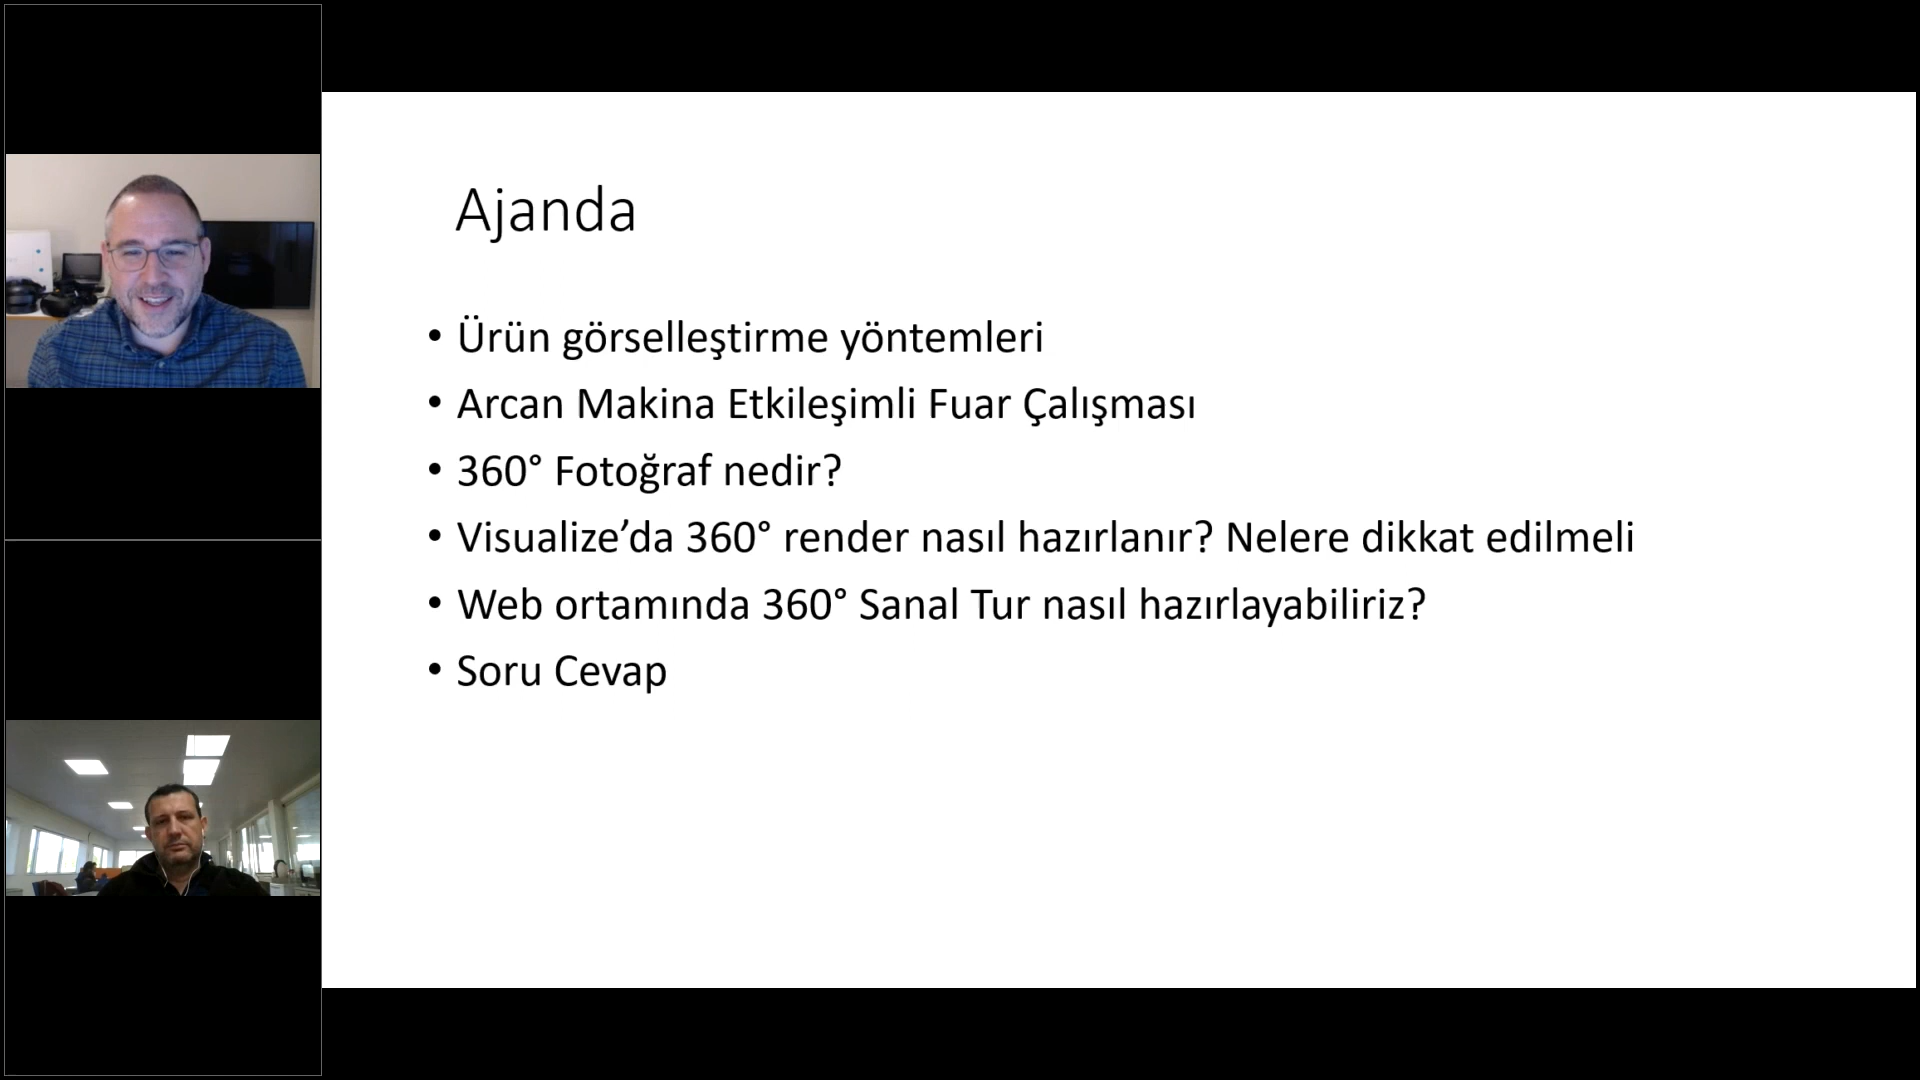 Ajanda
• Ürün görselleştirme yöntemleri
• Arcan Makina Etkileşimli Fuar Çalışması
• 360° Fotoğraf nedir?
• Visualize’da 360° render nasıl hazırlanır? Nelere dikkat edilmeli
• Web ortamında 360° Sanal Tur nasıl hazırlayabiliriz?
• Soru Cevap